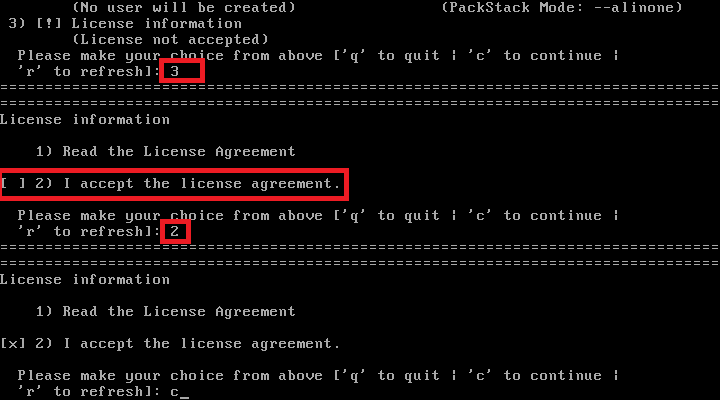 (No user will be created) (PackStack Mode: --alinone)
3) [!] License information
(License not accepted)
Please make your choice from above ['q' to quit | 'c' to continue |
'r' to refresh]: 3
================================================================================
================================================================================
License information
1) Read the License Agreement
[ ] 2) I accept the license agreement.
Please make your choice from above ['q' to quit | 'c' to continue |
'r' to refresh]: 2
================================================================================
================================================================================
License information
1) Read the License Agreement
[x] 2) I accept the license agreement.
Please make your choice from above ['q' to quit | 'c' to continue |
'r' to refresh]: c_